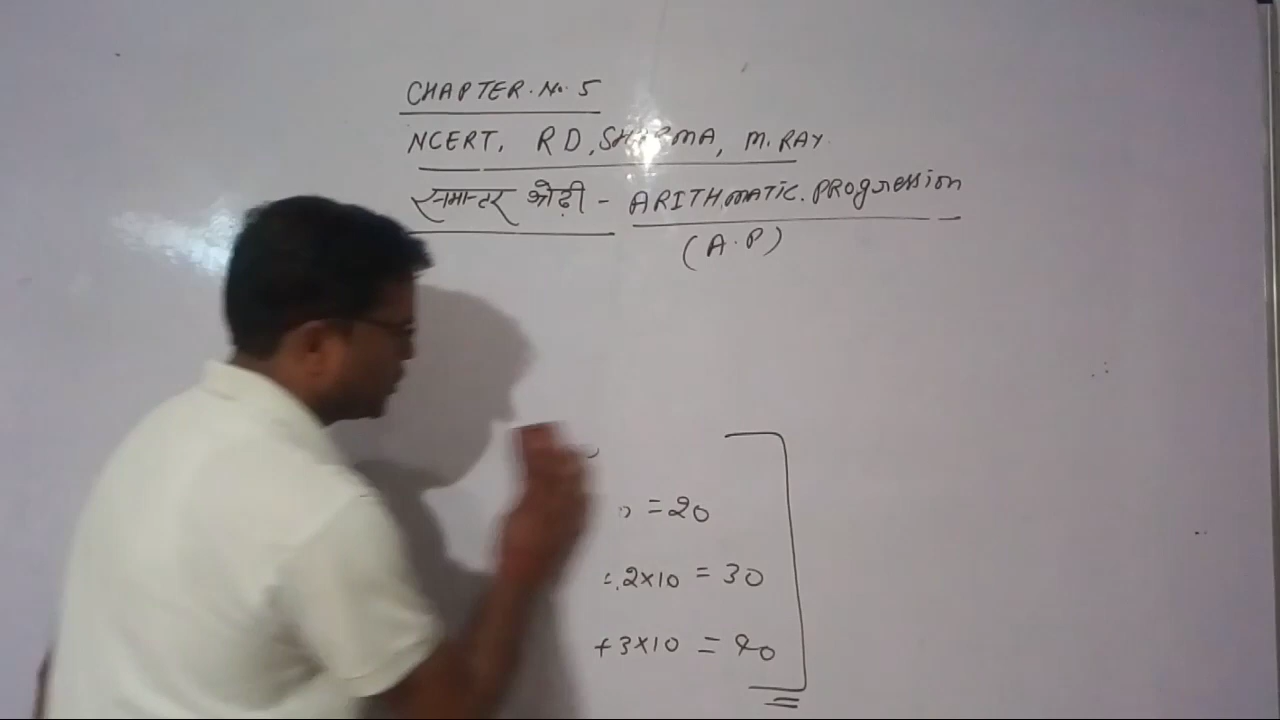 CHAPTER. No. 5
NCERT, RD, SHARMA, M. RAY
समान्तर श्रेढ़ी - ARITHMATIC. PROgression
(A.P)
= 20
2×10 = 30
+ 3×10 = 40